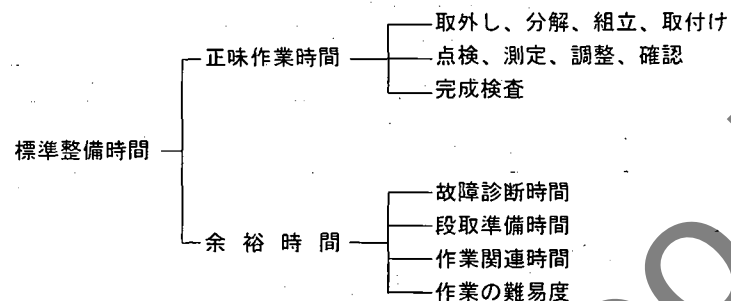 取外し、分解、組立、取付け
正味作業時間
点検、測定、調整、確認
完成検査
標準整備時間
故障診断時間
段取準備時間
余裕時間
作業関連時間
作業の難易度